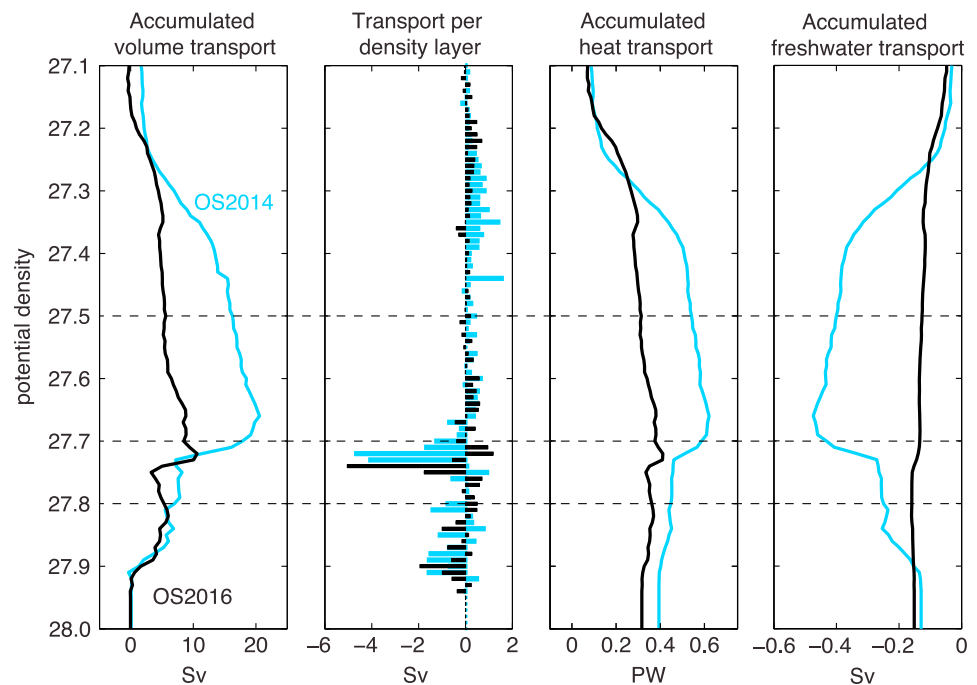 Accumulated
volume transport
Transport per
density layer
Accumulated
heat transport
Accumulated
freshwater transport
potential density
27.1
27.2
27.3
27.4
27.5
27.6
27.7
27.8
27.9
28.0
OS2014
OS2016
0 10 20
−6 −4 −2 0 2
0 0.2 0.4 0.6
−0.6 −0.4 −0.2 0
Sv
Sv
PW
Sv